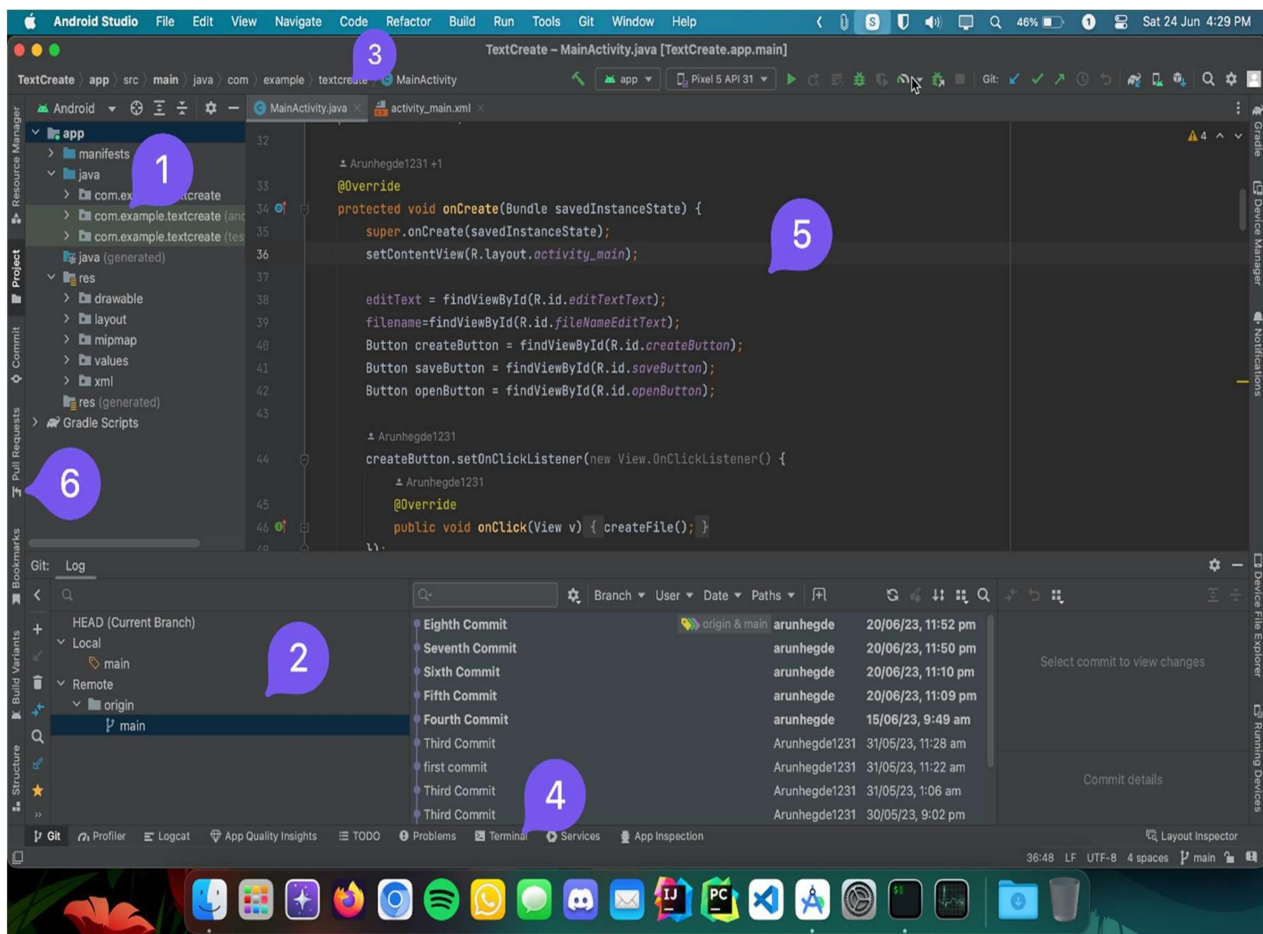 Android Studio File Edit View Navigate Code Refactor Build Run Tools Git Window Help S 46% 1 Sat 24 Jun 4:29 PM
TextCreate – MainActivity.java [TextCreate.app.main]
3
TextCreate app src main java com example textcreate C MainActivity app Pixel 5 API 31 Git:
Android C MainActivity.java activity_main.xml
Resource Manager
Project
Commit
Pull Requests
Bookmarks
Build Variants
Structure
app
manifests
java
1
com.ex textcreate
com.example.textcreate (and
com.example.textcreate (tes
java (generated)
res
drawable
layout
mipmap
values
xml
res (generated)
Gradle Scripts
6
32
4
Arunhegde1231 +1
33 @Override
34 protected void onCreate(Bundle savedInstanceState) {
35 super.onCreate(savedInstanceState);
5
36 setContentView(R.layout.activity_main);
37
38 editText = findViewById(R.id.editTextText);
39 filename=findViewById(R.id.fileNameEditText);
40 Button createButton = findViewById(R.id.createButton);
41 Button saveButton = findViewById(R.id.saveButton);
42 Button openButton = findViewById(R.id.openButton);
43
Arunhegde1231
44 createButton.setOnClickListener(new View.OnClickListener() {
Arunhegde1231
45 @Override
46 public void onClick(View v) { createFile(); }
});
Gradle
Device Manager
Notifications
Device File Explorer
Running Devices
Git: Log
Branch User Date Paths
HEAD (Current Branch)
Local
main
Remote
origin
main
2
Eighth Commit origin & main arunhegde 20/06/23, 11:52 pm
Seventh Commit arunhegde 20/06/23, 11:50 pm
Sixth Commit arunhegde 20/06/23, 11:10 pm
Fifth Commit arunhegde 20/06/23, 11:09 pm
Fourth Commit arunhegde 15/06/23, 9:49 am
Third Commit Arunhegde1231 31/05/23, 11:28 am
first commit Arunhegde1231 31/05/23, 11:22 am
Third Commit Arunhegde1231 31/05/23, 1:06 am
Third Commit Arunhegde1231 30/05/23, 9:02 pm
4
Select commit to view changes
Commit details
Git Profiler Logcat App Quality Insights TODO Problems Terminal Services App Inspection Layout Inspector
36:48 LF UTF-8 4 spaces main
IJ PC